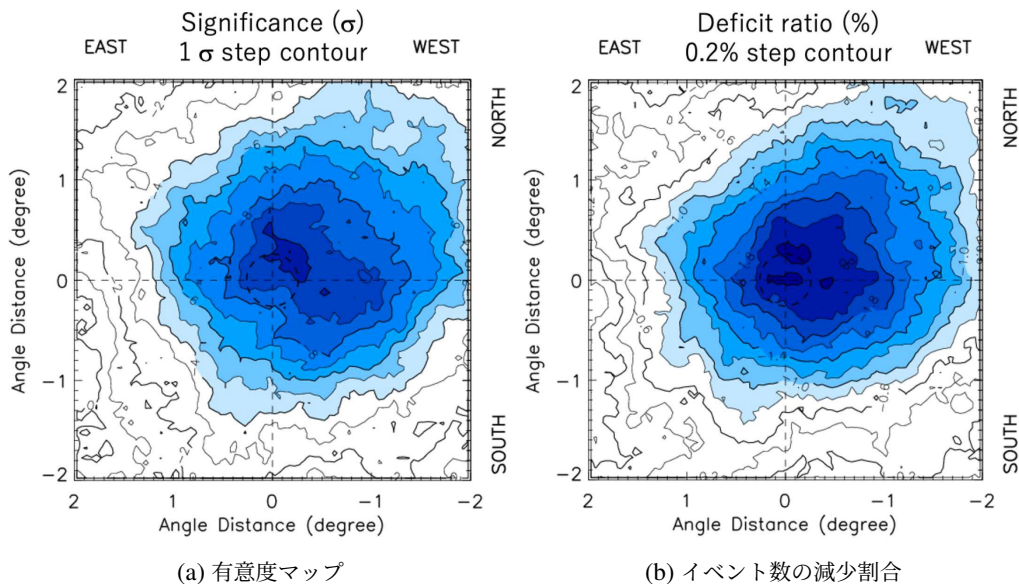 Significance (σ)
1 σ step contour
EAST
WEST
2
1
0
−1
−2
2
1
0
−1
−2
Angle Distance (degree)
Angle Distance (degree)
NORTH
SOUTH
(a) 有意度マップ
Deficit ratio (%)
0.2% step contour
EAST
WEST
2
1
0
−1
−2
2
1
0
−1
−2
Angle Distance (degree)
Angle Distance (degree)
NORTH
SOUTH
(b) イベント数の減少割合